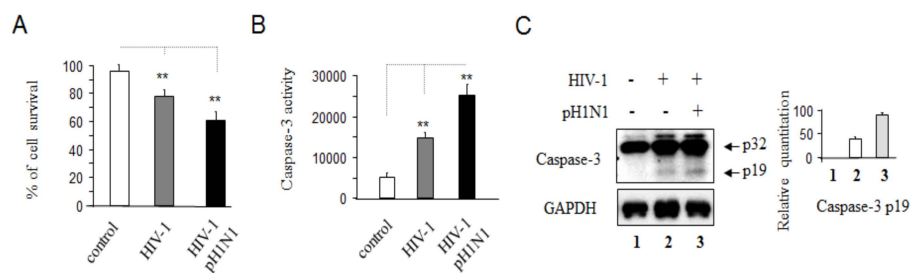 A
% of cell survival
100
80
60
40
20
0
**
**
control
HIV-1
HIV-1
pH1N1
B
Caspase-3 activity
30000
20000
10000
0
**
**
control
HIV-1
HIV-1
pH1N1
C
HIV-1 - + +
pH1N1 +
Caspase-3
p32
p19
GAPDH
1 2 3
Relative quantitation
100
50
0
1 2 3
Caspase-3 p19